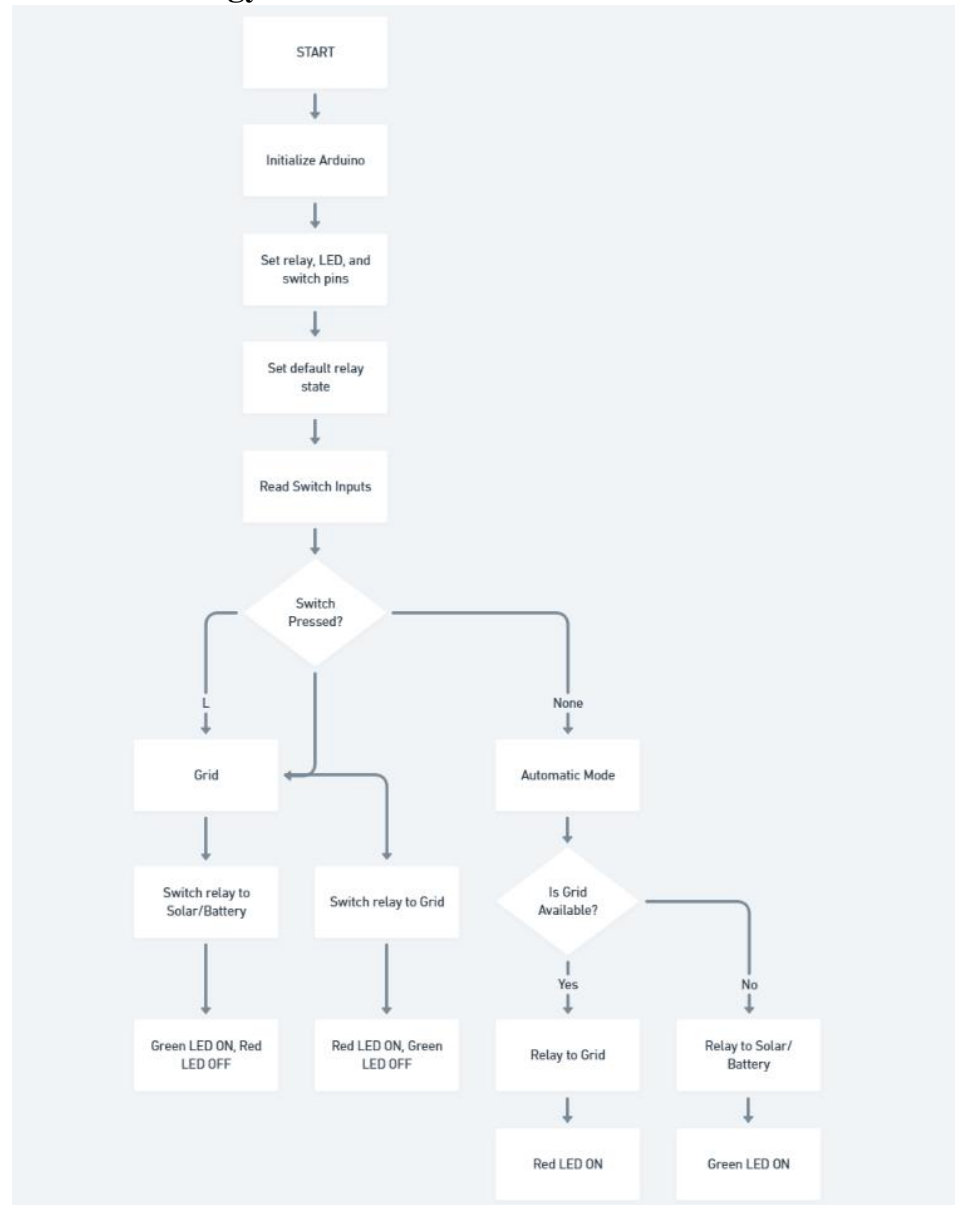 START
Initialize Arduino
Set relay, LED, and
switch pins
Set default relay
state
Read Switch Inputs
Switch
Pressed?
L
None
Grid
Automatic Mode
Switch relay to
Solar/Battery
Switch relay to Grid
Is Grid
Available?
Yes
No
Green LED ON, Red
LED OFF
Red LED ON, Green
LED OFF
Relay to Grid
Relay to Solar/
Battery
Red LED ON
Green LED ON